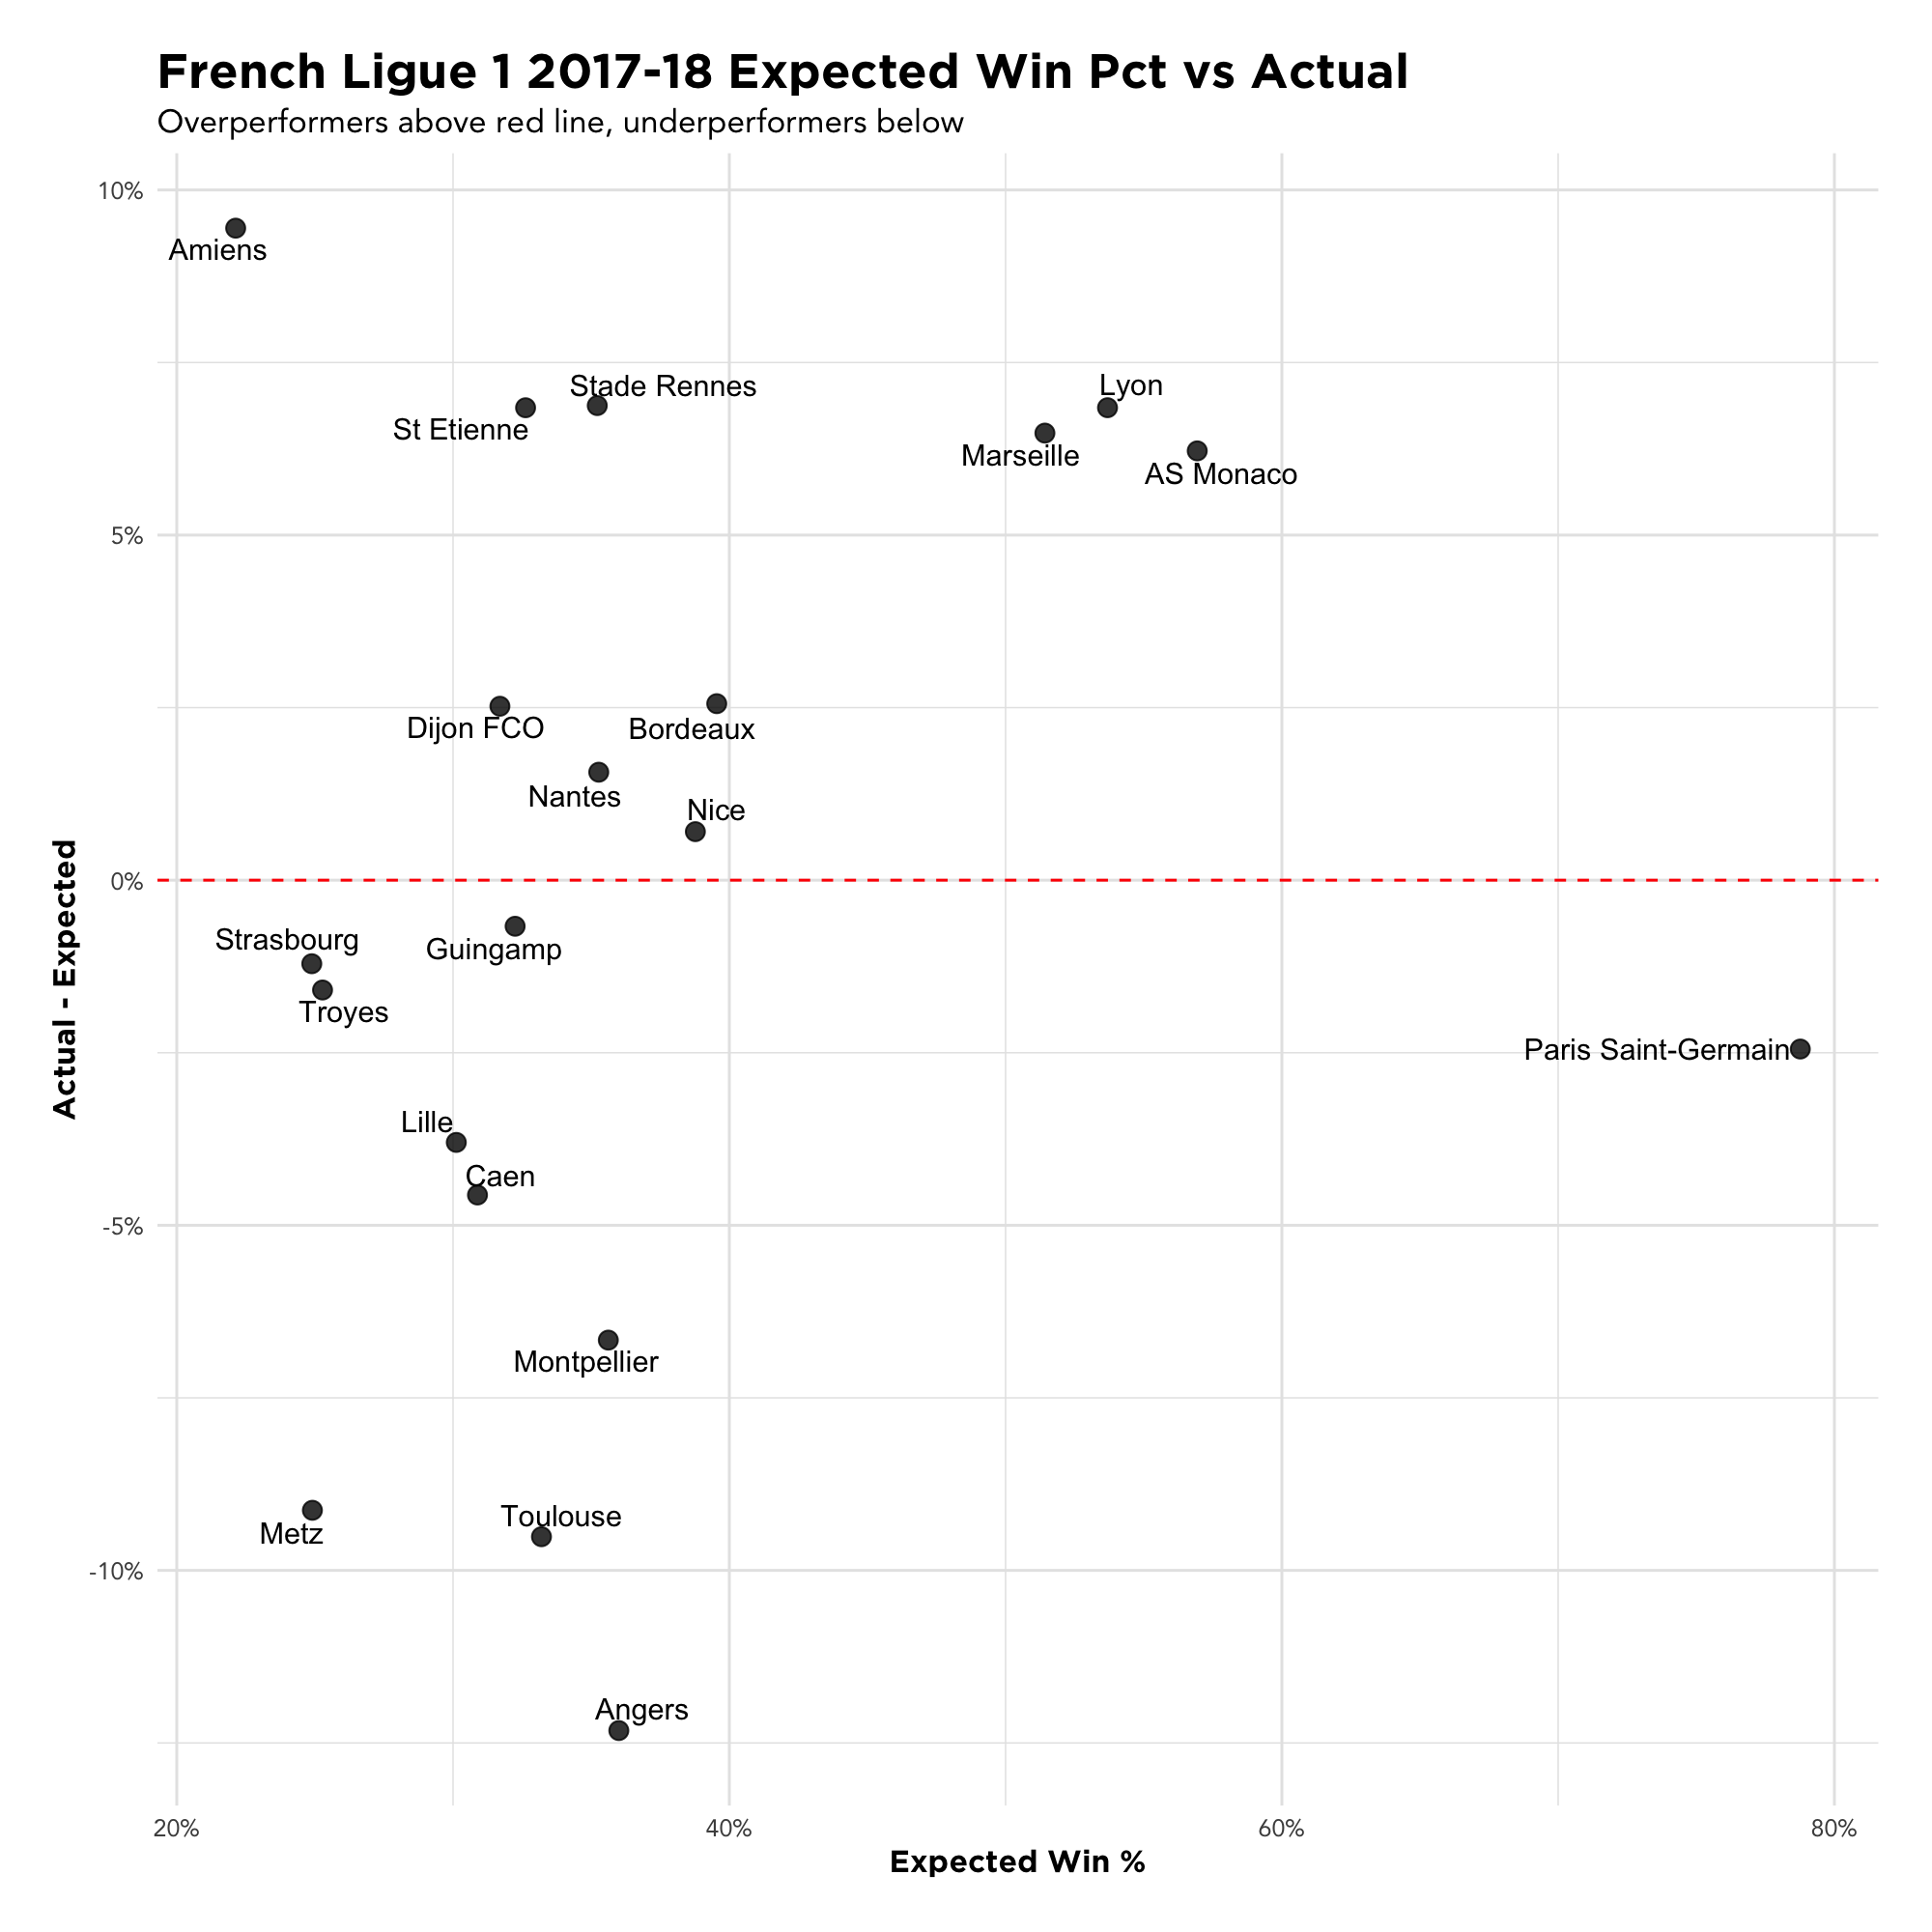 French Ligue 1 2017-18 Expected Win Pct vs Actual
Overperformers above red line, underperformers below
10%
Amiens
Stade Rennes
Lyon
St Etienne
Marseille
AS Monaco
5%
Dijon FCO
Bordeaux
Nantes
Nice
0%
Actual - Expected
Strasbourg
Guingamp
Troyes
Paris Saint-Germain
Lille
Caen
-5%
Montpellier
Toulouse
Metz
-10%
Angers
20%
40%
60%
80%
Expected Win %